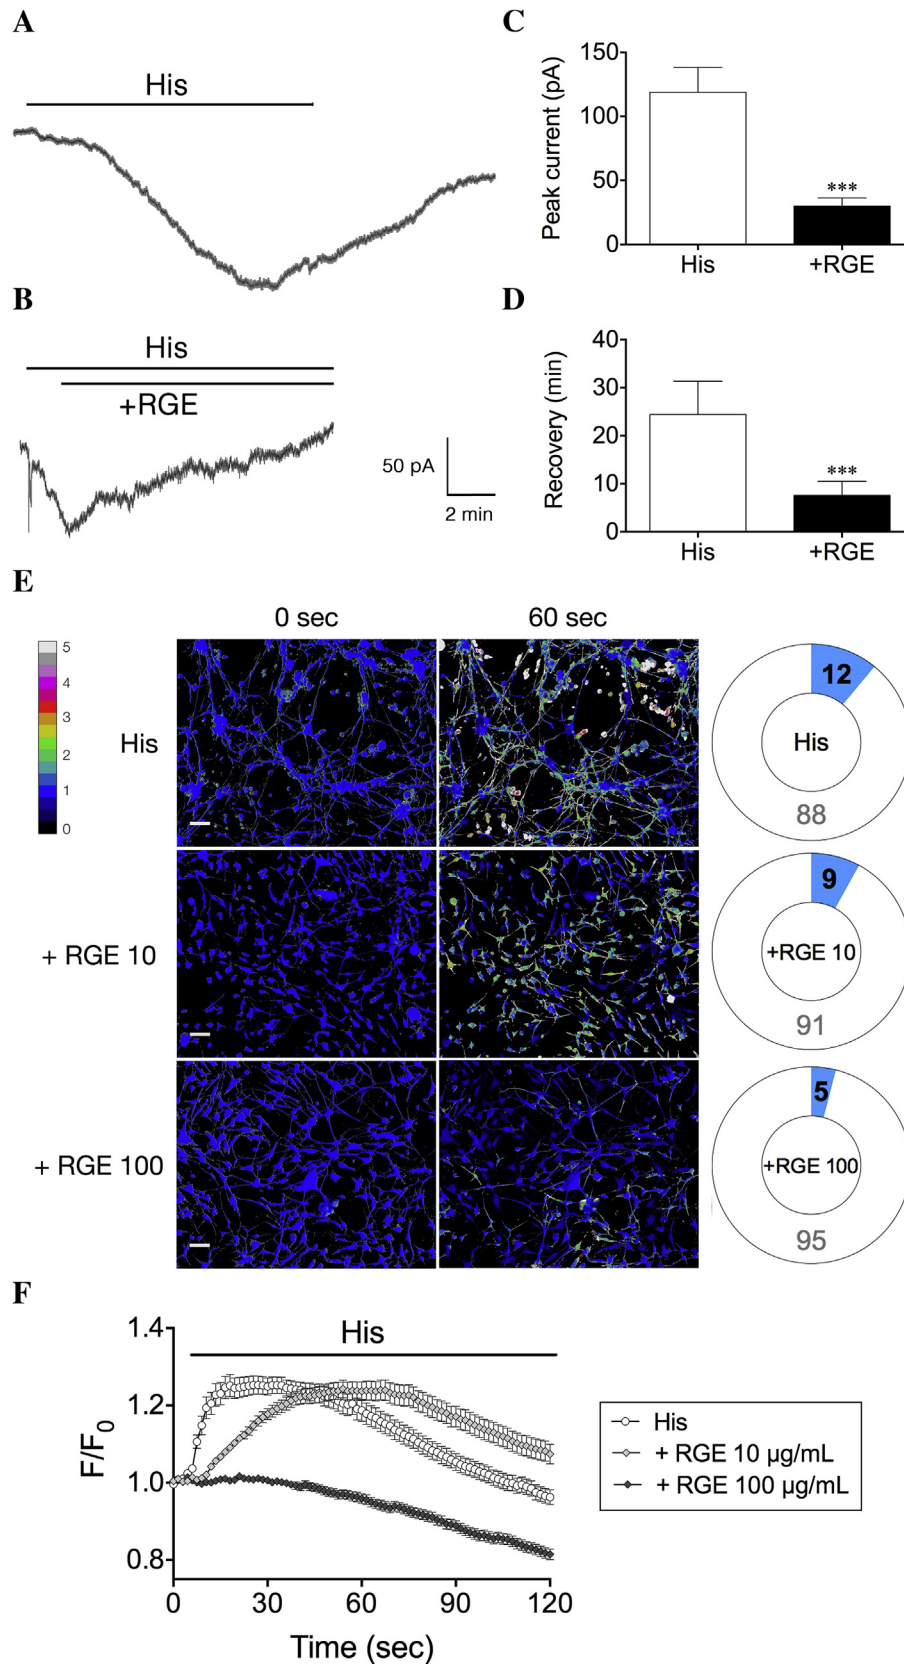 A
His
B
His
+RGE
50 pA
2 min
C
Peak current (pA)
150
100
50
0
***
His
+RGE
D
Recovery (min)
40
30
20
10
0
***
His
+RGE
E
0 sec
60 sec
5
4
3
2
1
0
His
12
His
88
+ RGE 10
9
+RGE 10
91
+ RGE 100
5
+RGE 100
95
F
His
F/F0
1.4
1.2
1.0
0.8
0
30
60
90
120
Time (sec)
His
+ RGE 10 µg/mL
+ RGE 100 µg/mL